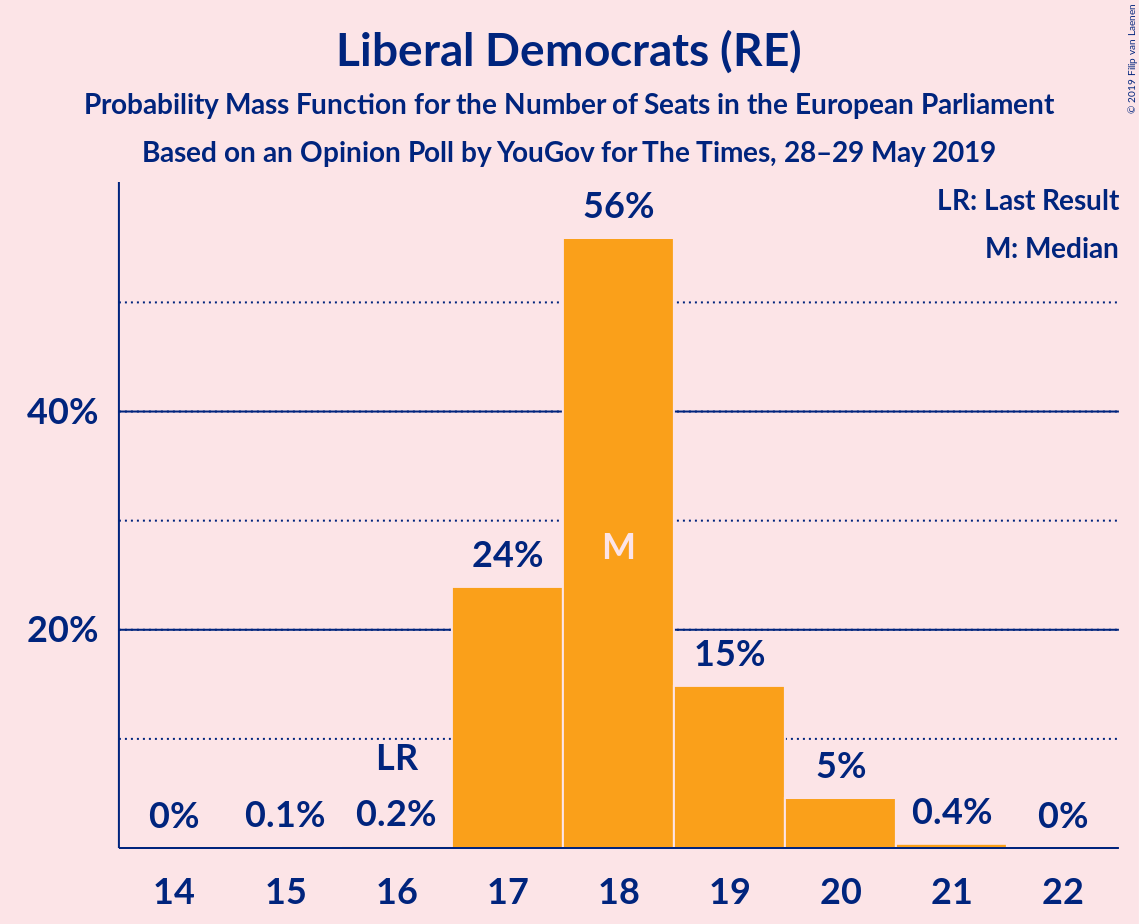 Liberal Democrats (RE)
Probability Mass Function for the Number of Seats in the European Parliament
Based on an Opinion Poll by YouGov for The Times, 28–29 May 2019
© 2019 Filip van Laenen
LR: Last Result
M: Median
56%
40%
M
24%
20%
15%
LR
5%
0% 0.1% 0.2% 0.4% 0%
14 15 16 17 18 19 20 21 22